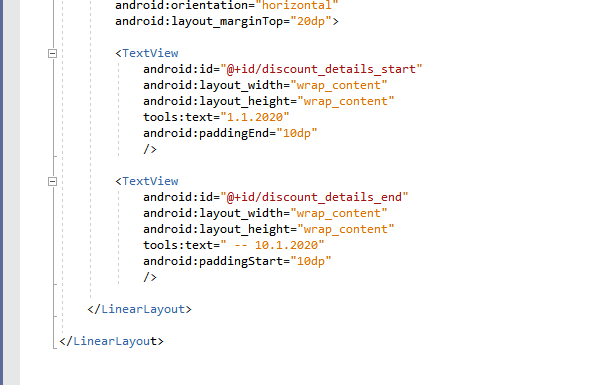 android:orientation="horizontal"
android:layout_marginTop="20dp">
<TextView
android:id="@+id/discount_details_start"
android:layout_width="wrap_content"
android:layout_height="wrap_content"
tools:text="1.1.2020"
android:paddingEnd="10dp"
/>
<TextView
android:id="@+id/discount_details_end"
android:layout_width="wrap_content"
android:layout_height="wrap_content"
tools:text=" -- 10.1.2020"
android:paddingStart="10dp"
/>
</LinearLayout>
</LinearLayout>